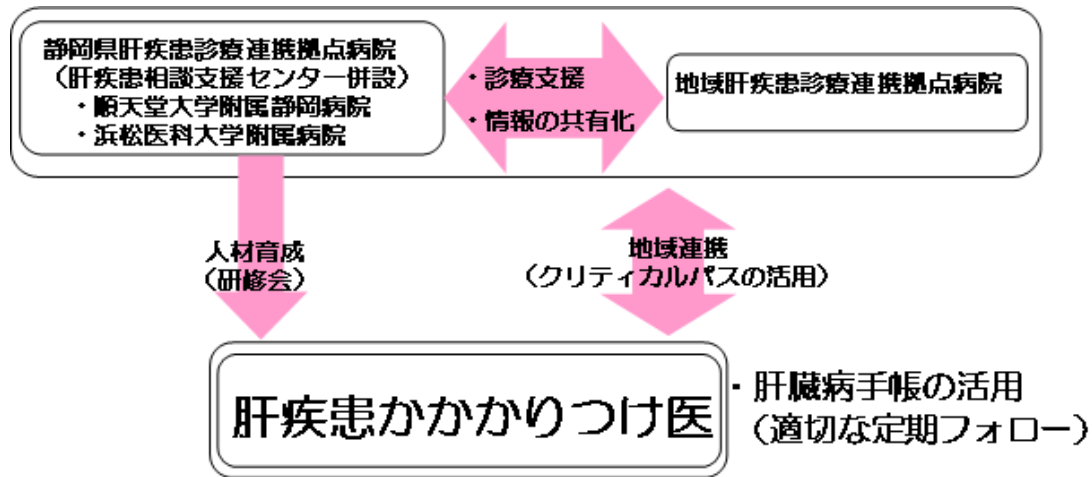 静岡県肝疾患診療連携拠点病院
（肝疾患相談支援センター併設）
・順天堂大学附属静岡病院
・浜松医科大学附属病院
・診療支援
・情報の共有化
地域肝疾患診療連携拠点病院
人材育成
（研修会）
地域連携
（クリティカルパスの活用）
肝疾患かかかりつけ医
・肝臓病手帳の活用
（適切な定期フォロー）